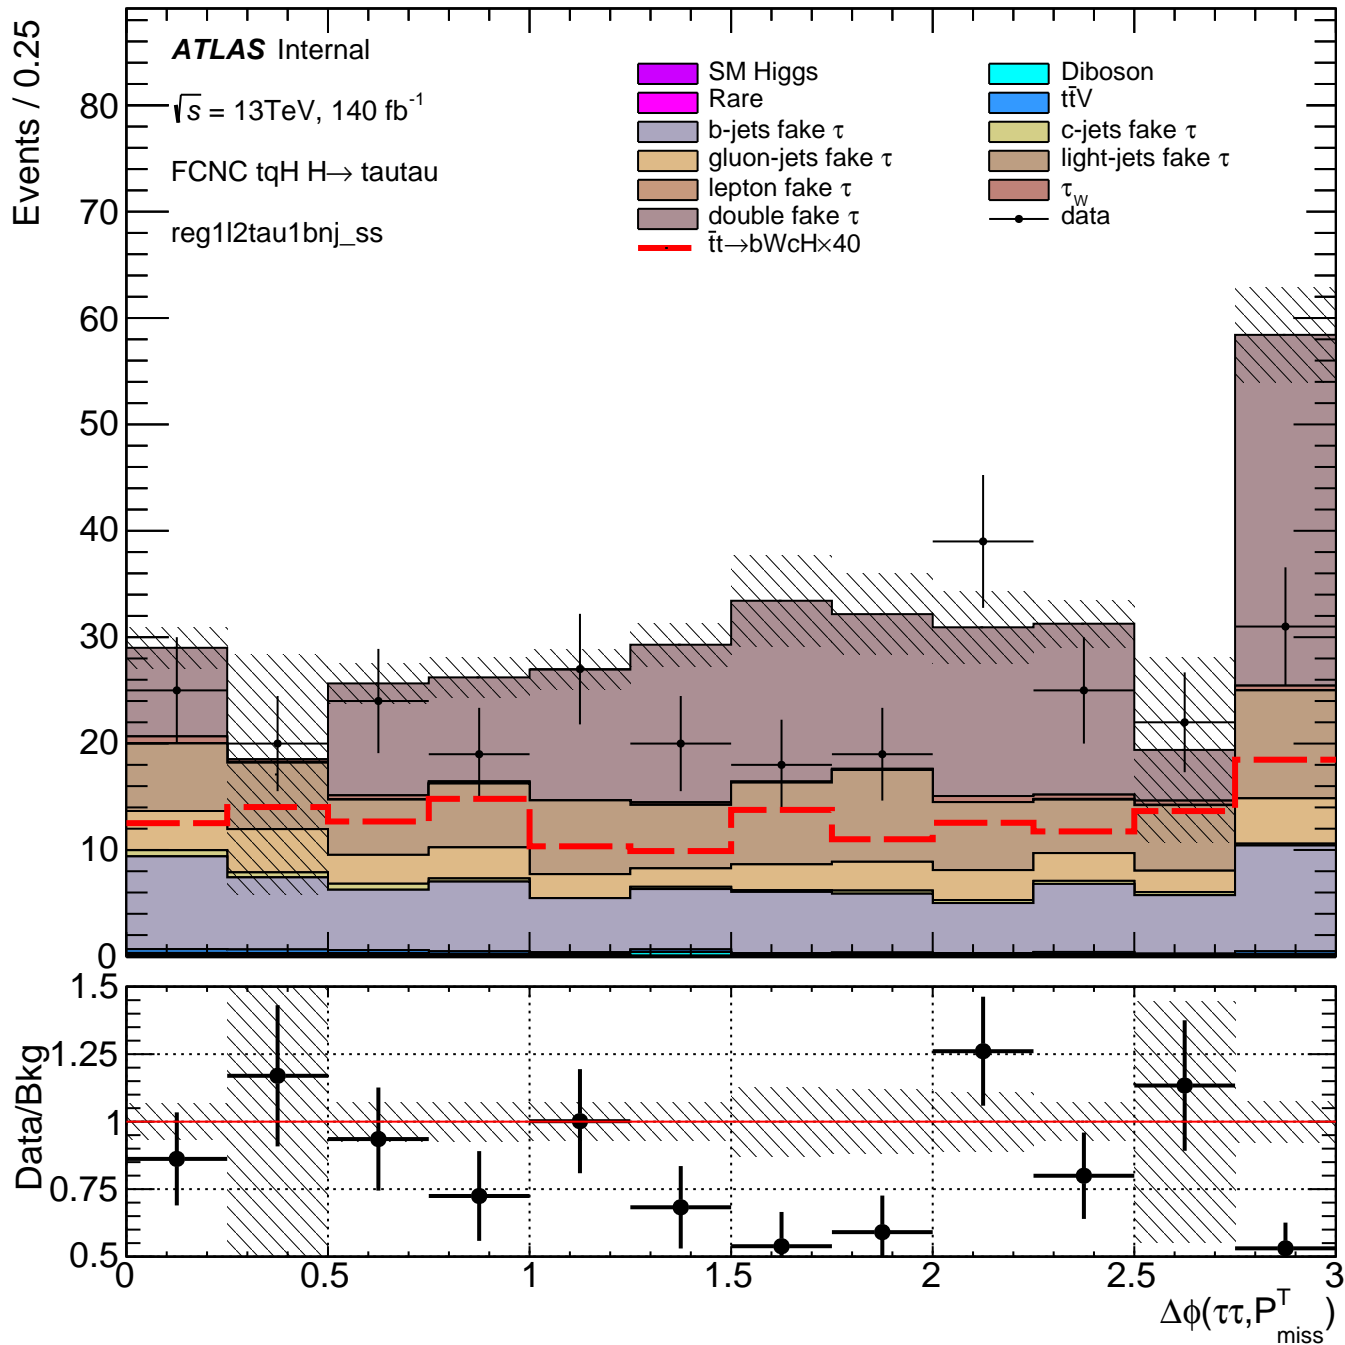 Events / 0.25
80
70
60
50
40
30
20
10
0
ATLAS Internal
√s = 13TeV, 140 fb⁻¹
FCNC tqH H→ tautau
reg1l2tau1bnj_ss
SM Higgs
Rare
b-jets fake τ
gluon-jets fake τ
lepton fake τ
double fake τ
t̄t→bWcH×40
Diboson
tt̄V
c-jets fake τ
light-jets fake τ
τ_W
data
Data/Bkg
1.5
1.25
1
0.75
0.5
0 0.5 1 1.5 2 2.5 3
Δϕ(ττ,P^T_miss)